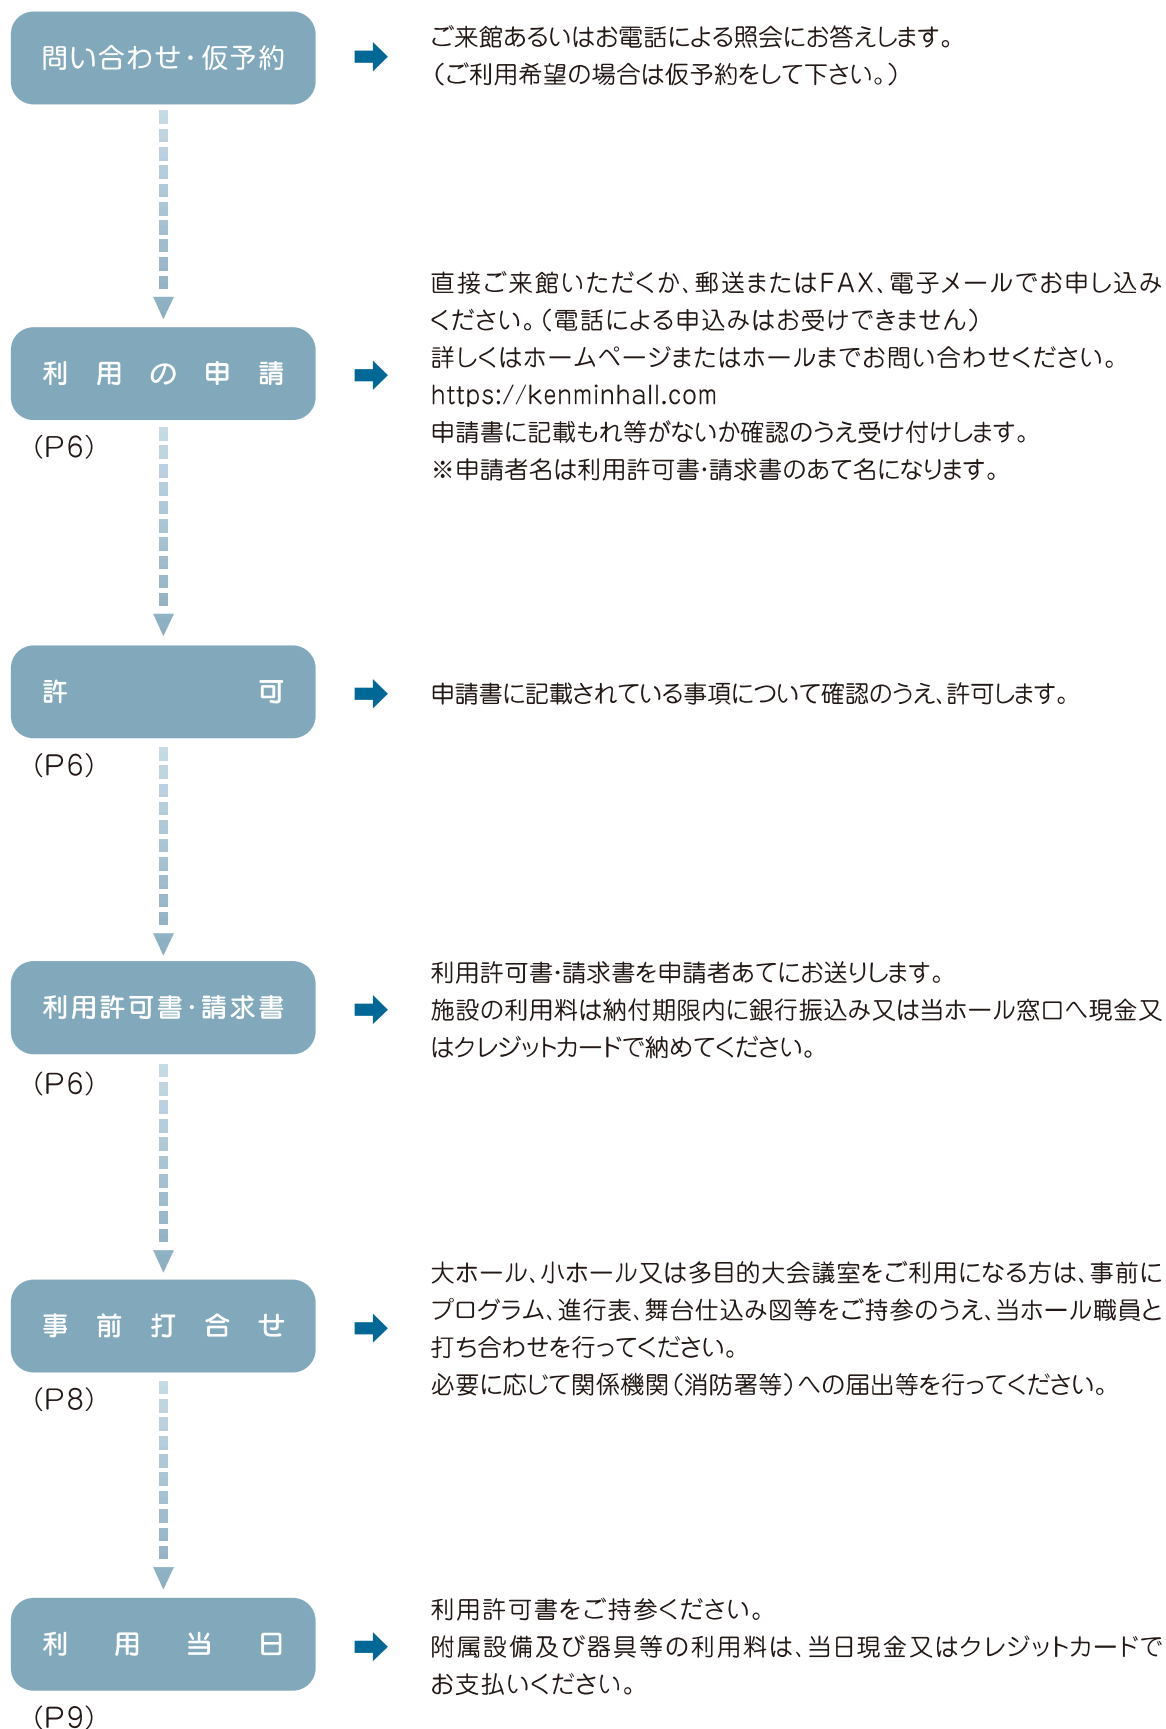 問い合わせ・仮予約
ご来館あるいはお電話による照会にお答えします。
（ご利用希望の場合は仮予約をして下さい。）
利用の申請
(P6)
直接ご来館いただくか、郵送またはFAX、電子メールでお申し込み
ください。（電話による申込みはお受けできません）
詳しくはホームページまたはホールまでお問い合わせください。
https://kenminhall.com
申請書に記載もれ等がないか確認のうえ受け付けします。
※申請者名は利用許可書・請求書のあて名になります。
許可
(P6)
申請書に記載されている事項について確認のうえ、許可します。
利用許可書・請求書
(P6)
利用許可書・請求書を申請者あてにお送りします。
施設の利用料は納付期限内に銀行振込み又は当ホール窓口へ現金又
はクレジットカードで納めてください。
事前打合せ
(P8)
大ホール、小ホール又は多目的大会議室をご利用になる方は、事前に
プログラム、進行表、舞台仕込み図等をご持参のうえ、当ホール職員と
打ち合わせを行ってください。
必要に応じて関係機関（消防署等）への届出等を行ってください。
利用当日
(P9)
利用許可書をご持参ください。
附属設備及び器具等の利用料は、当日現金又はクレジットカードで
お支払いください。